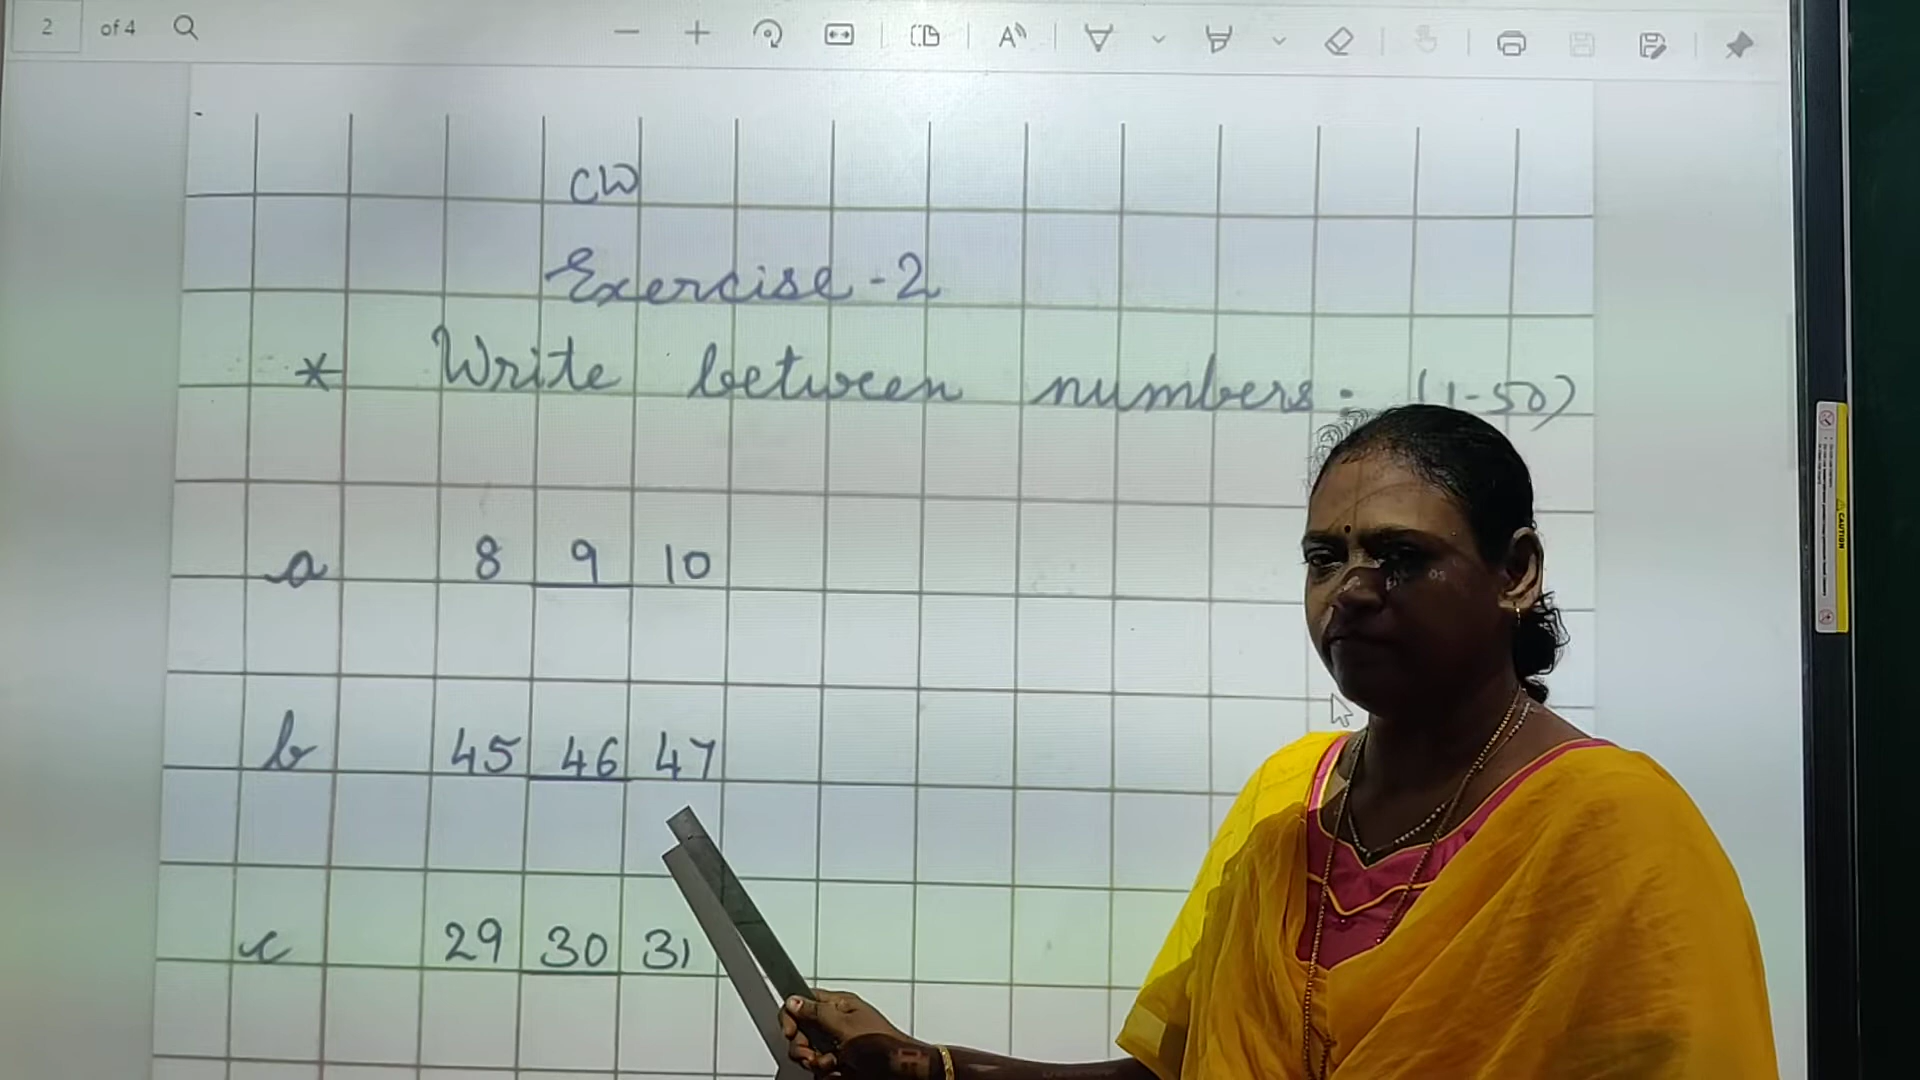 2 of 4
CW
Exercise - 2
* Write between numbers: (1-50)
a 8 9 10
b 45 46 47
c 29 30 31
CAUTION